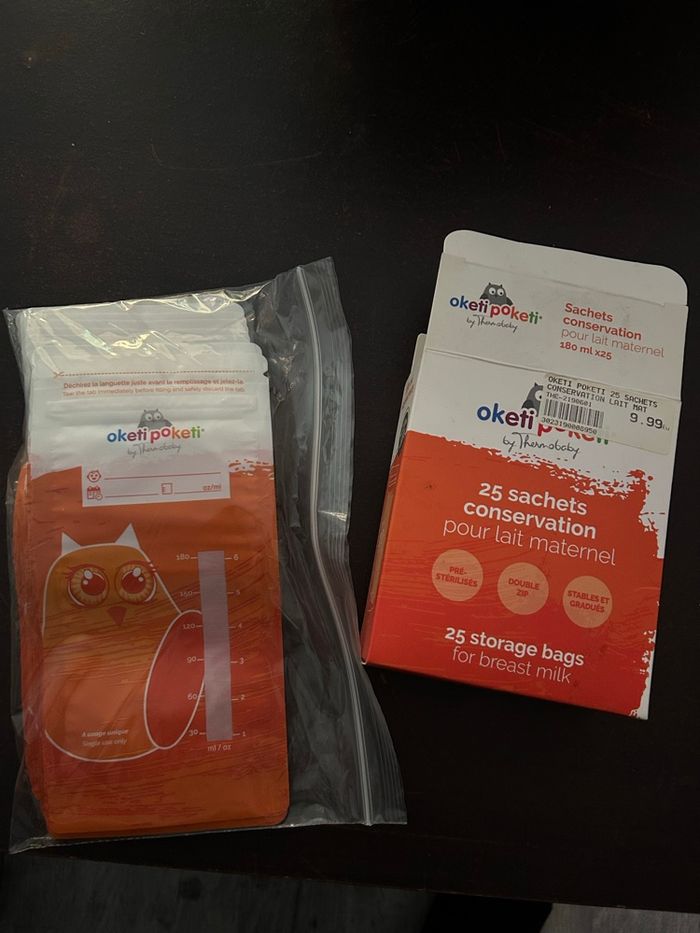 Déchirez la languette juste avant le remplissage et jetez-la.
Tear the tab immediately before filling and safely discard the tab.
oketi poketi
by Thermobaby
oz/ml
180 6
150 5
120 4
90 3
60 2
30 1
ml / oz
A usage unique
Single use only
oketi poketi
by Thermobaby
Sachets
conservation
pour lait maternel
180 ml x25
OKETI POKETI 25 SACHETS
CONSERVATION LAIT MAT
THE-2190601
9.99
3023190006950
oketi poketi
by Thermobaby
25 sachets
conservation
pour lait maternel
PRÉ-
STÉRILISÉS
DOUBLE
ZIP
STABLES ET
GRADUÉS
25 storage bags
for breast milk